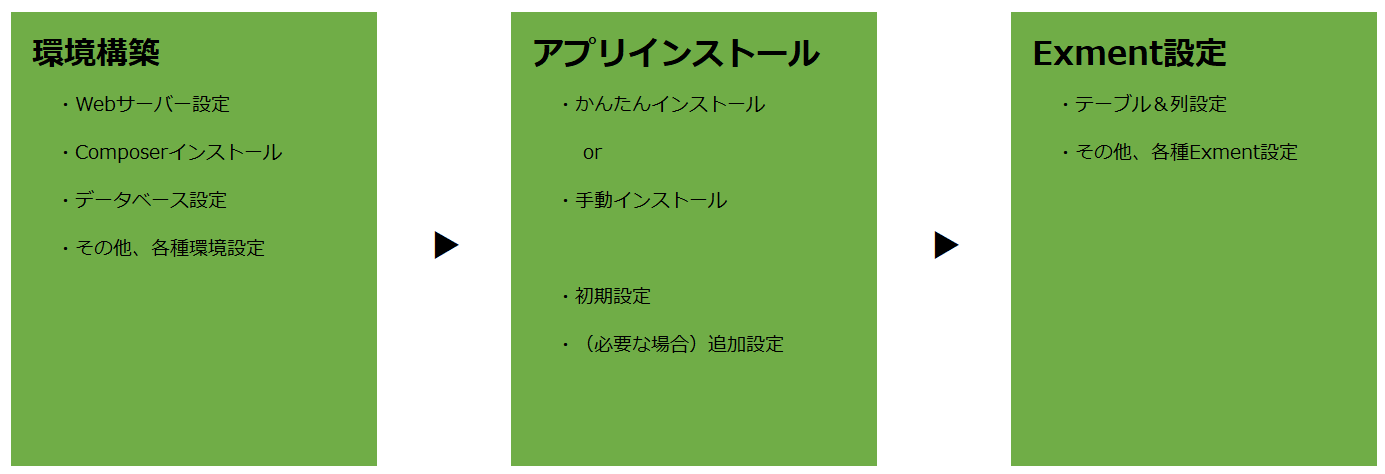 環境構築
・Webサーバー設定
・Composerインストール
・データベース設定
・その他、各種環境設定
アプリインストール
・かんたんインストール
or
・手動インストール
・初期設定
・（必要な場合）追加設定
Exment設定
・テーブル＆列設定
・その他、各種Exment設定